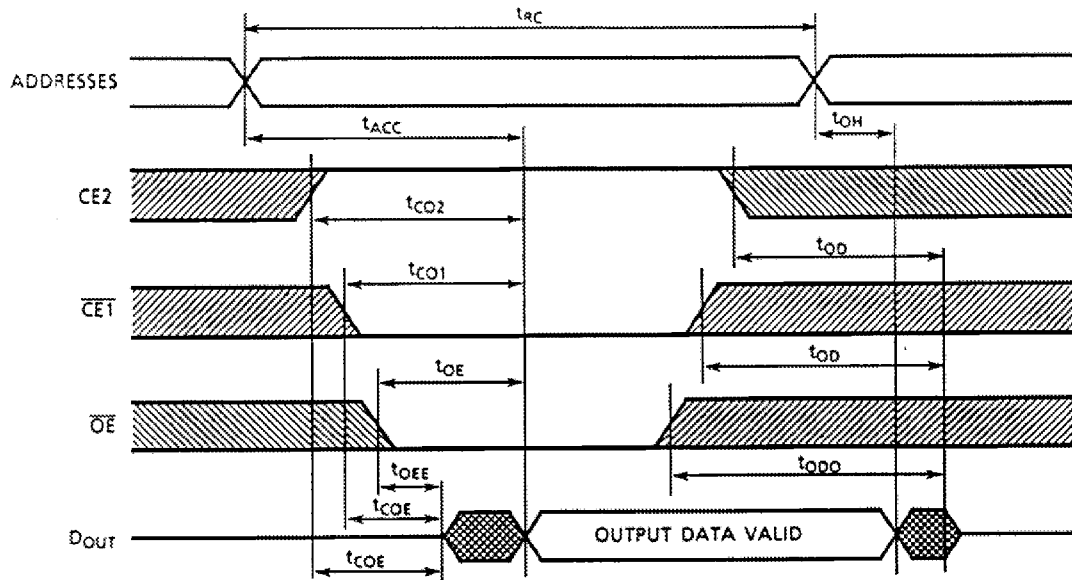 tRC
ADDRESSES
tACC
tOH
CE2
tCO2
tOD
tCO1
CE1
tOD
tOE
OE
tODO
tOEE
tCOE
DOUT
OUTPUT DATA VALID
tCOE